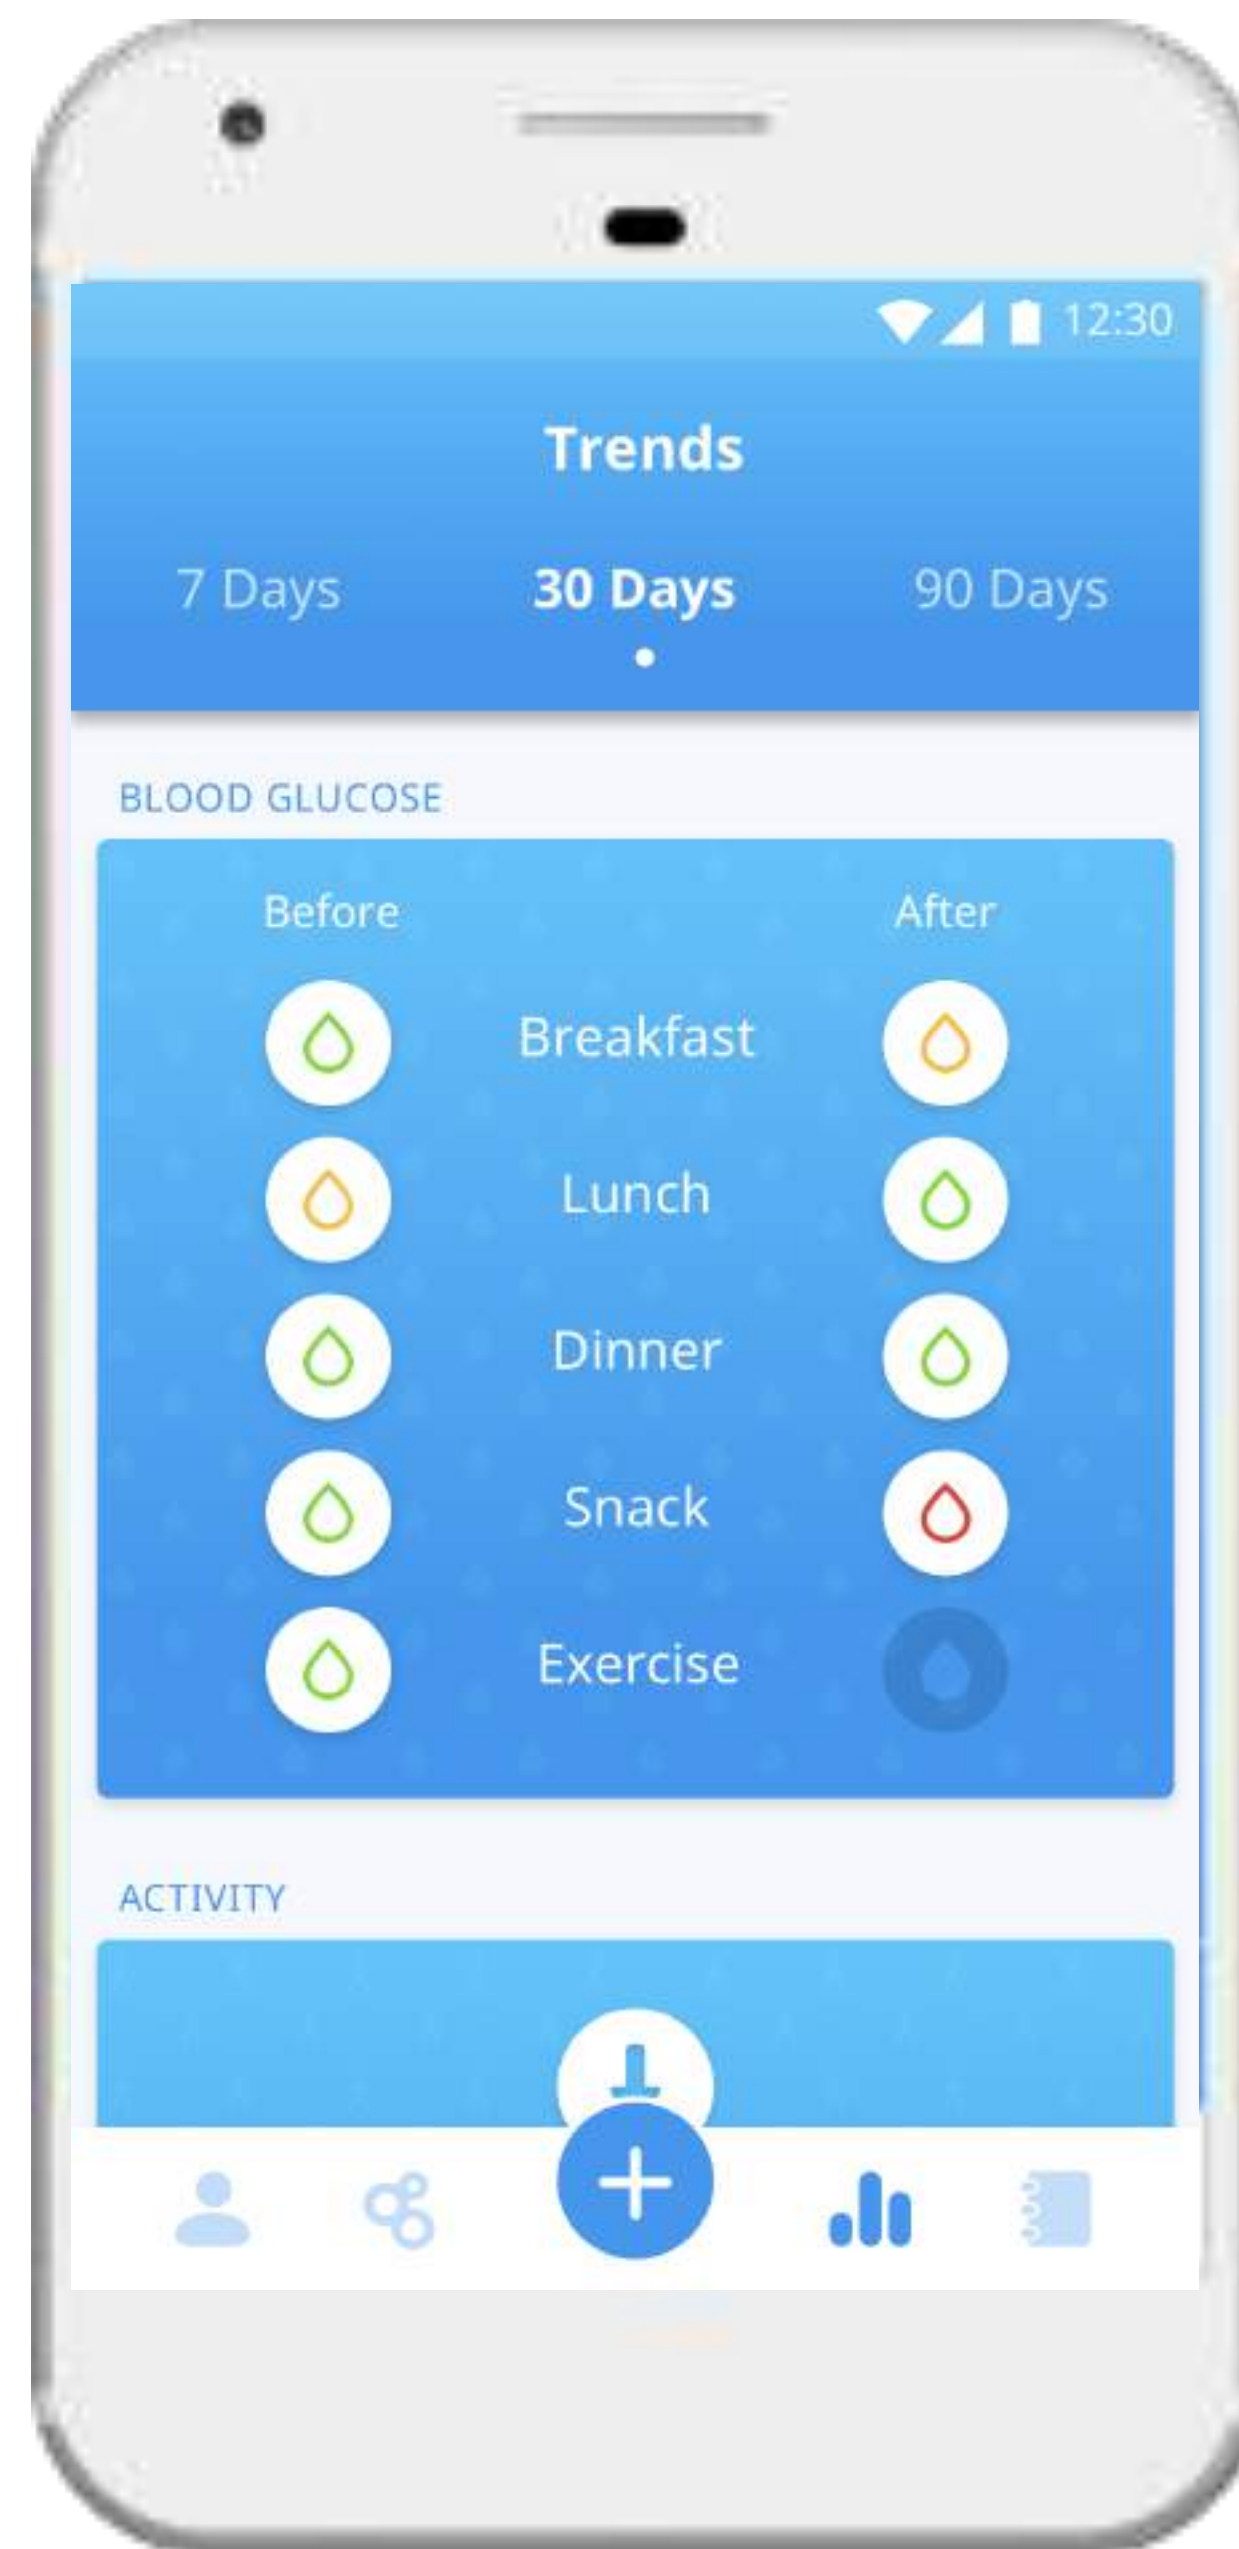 12:30
Trends
7 Days 30 Days 90 Days
BLOOD GLUCOSE
Before After
Breakfast
Lunch
Dinner
Snack
Exercise
ACTIVITY